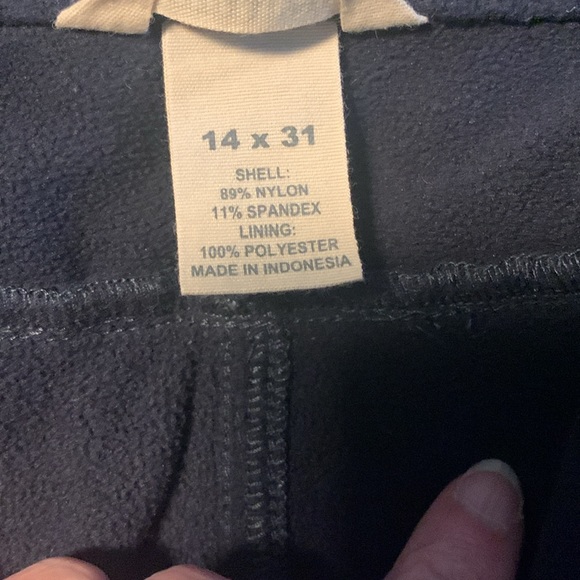 14 x 31
SHELL:
89% NYLON
11% SPANDEX
LINING:
100% POLYESTER
MADE IN INDONESIA